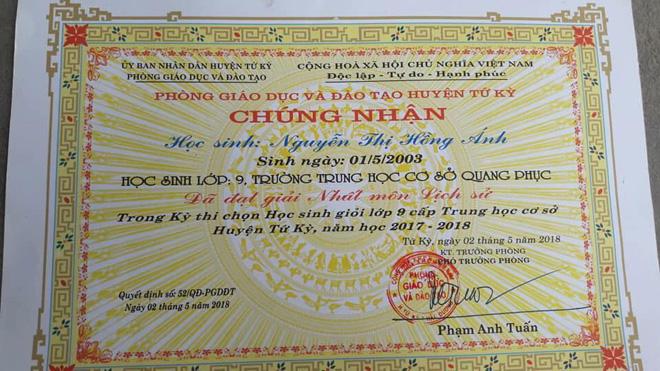 ỦY BAN NHÂN DÂN HUYỆN TỨ KỲ
PHÒNG GIÁO DỤC VÀ ĐÀO TẠO
CỘNG HOÀ XÃ HỘI CHỦ NGHĨA VIỆT NAM
Độc lập - Tự do - Hạnh phúc
PHÒNG GIÁO DỤC VÀ ĐÀO TẠO HUYỆN TỨ KỲ
CHỨNG NHẬN
Học sinh: Nguyễn Thị Hồng Ánh
Sinh ngày: 01/5/2003
HỌC SINH LỚP: 9, TRƯỜNG TRUNG HỌC CƠ SỞ QUANG PHỤC
Đã đạt giải Nhất môn Lịch sử
Trong Kỳ thi chọn Học sinh giỏi lớp 9 cấp Trung học cơ sở
Huyện Tứ Kỳ, năm học 2017 - 2018
Tứ Kỳ, ngày 02 tháng 5 năm 2018
KT. TRƯỞNG PHÒNG
PHÓ TRƯỞNG PHÒNG
PHÒNG
GIÁO DỤC
VÀ ĐÀO TẠO
Quyết định số: 52/QĐ-PGDĐT
Ngày 02 tháng 5 năm 2018
Phạm Anh Tuấn